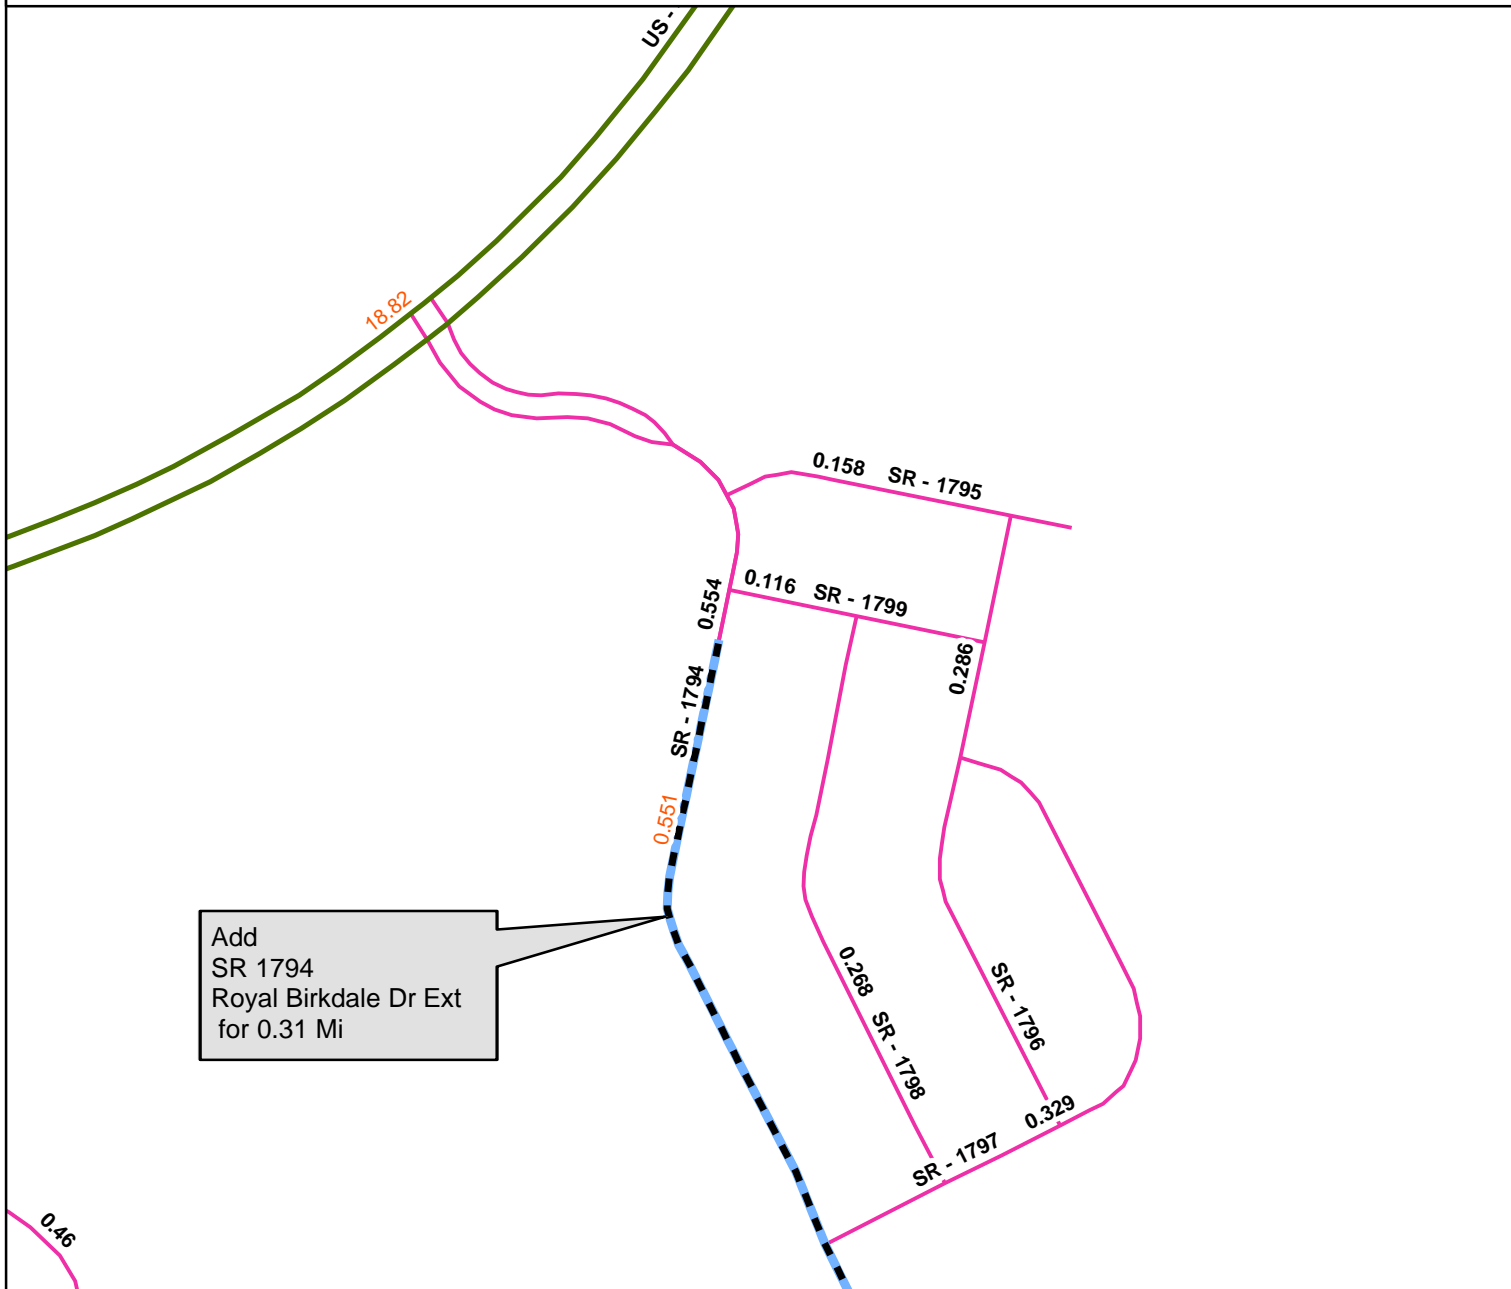 US -
18.82
0.158 SR - 1795
0.116 SR - 1799
0.554
0.286
SR - 1794
0.551
Add
SR 1794
Royal Birkdale Dr Ext
for 0.31 Mi
0.268 SR - 1798
SR - 1796
0.329
SR - 1797
0.46